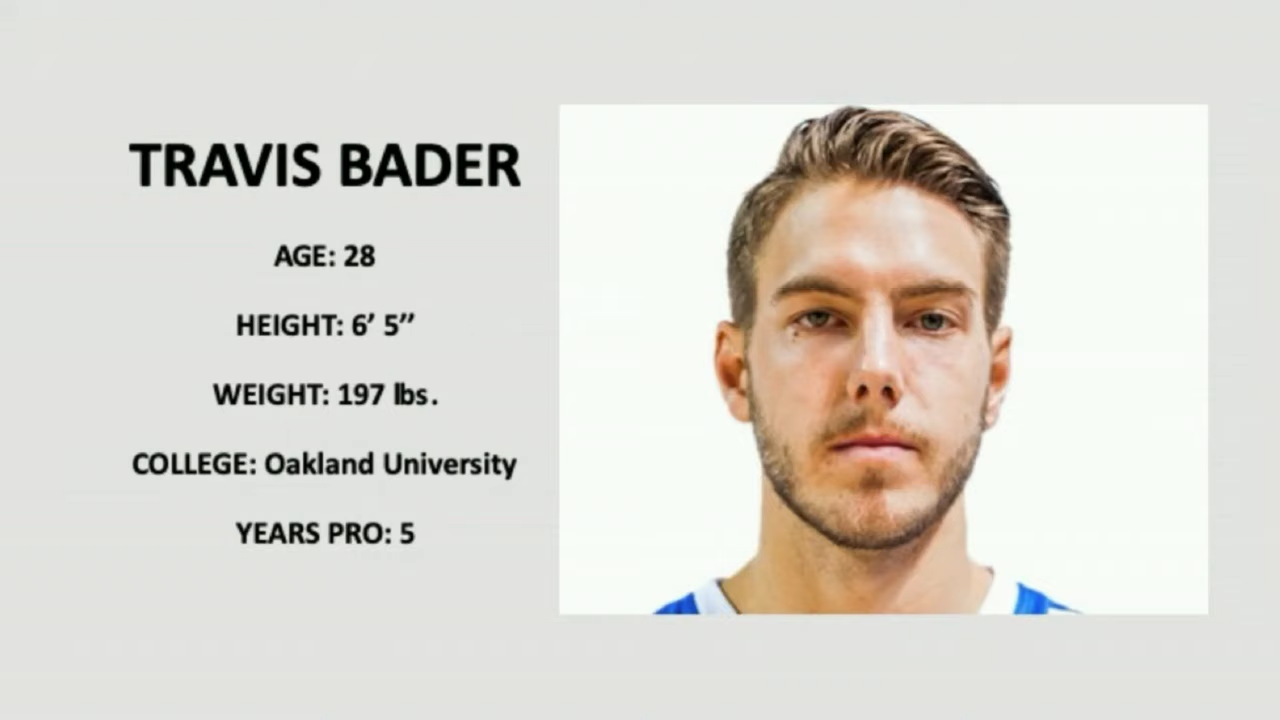 TRAVIS BADER
AGE: 28
HEIGHT: 6’ 5”
WEIGHT: 197 lbs.
COLLEGE: Oakland University
YEARS PRO: 5